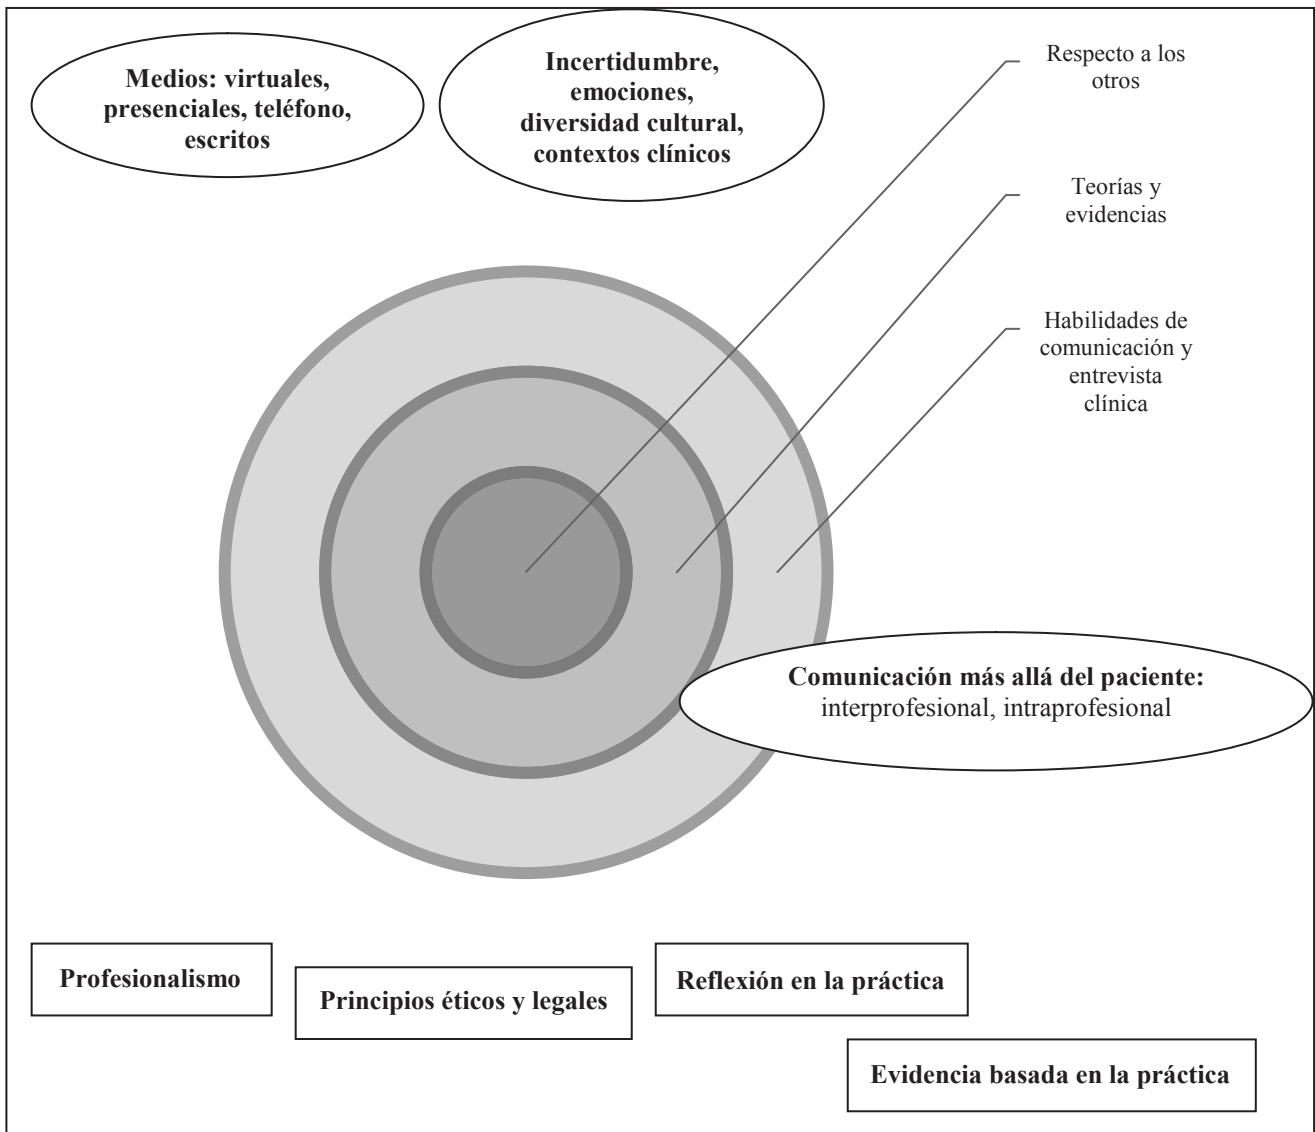 Medios: virtuales,
presenciales, teléfono,
escritos
Incertidumbre,
emociones,
diversidad cultural,
contextos clínicos
Respecto a los
otros
Teorías y
evidencias
Habilidades de
comunicación y
entrevista
clínica
Comunicación más allá del paciente:
interprofesional, intraprofesional
Profesionalismo
Principios éticos y legales
Reflexión en la práctica
Evidencia basada en la práctica